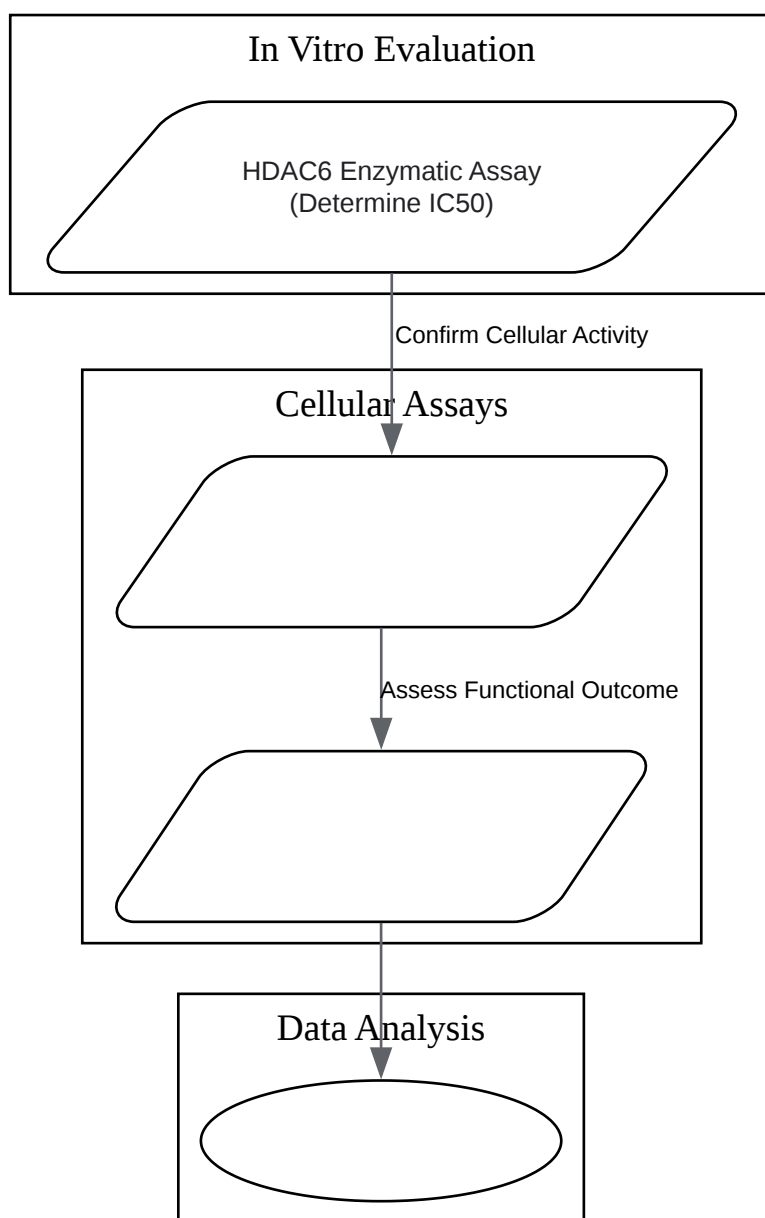 In Vitro Evaluation
HDAC6 Enzymatic Assay
(Determine IC50)
Confirm Cellular Activity
Cellular Assays
Assess Functional Outcome
Data Analysis